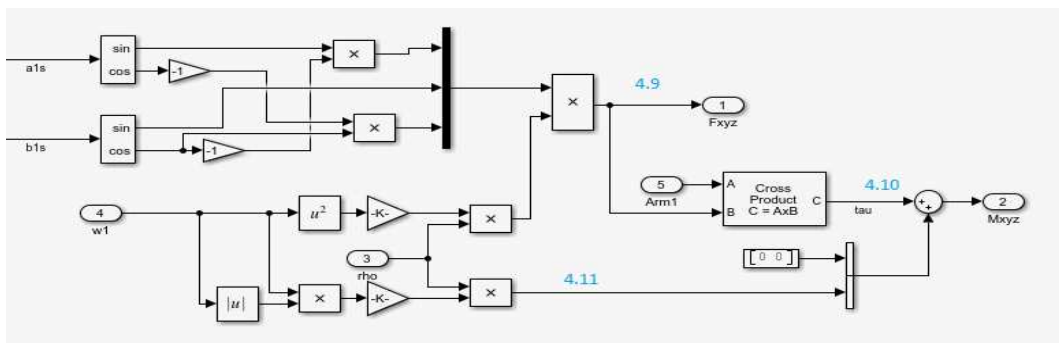 sin
cos
a1s
-1
×
sin
cos
b1s
-1
×
×
4.9
1
Fxyz
5
Arm1
A
B
Cross
Product
C = AxB
C
4.10
tau
+
+
2
Mxyz
4
w1
u²
-K-
×
3
rho
[ 0 0 ]
|u|
×
-K-
×
4.11